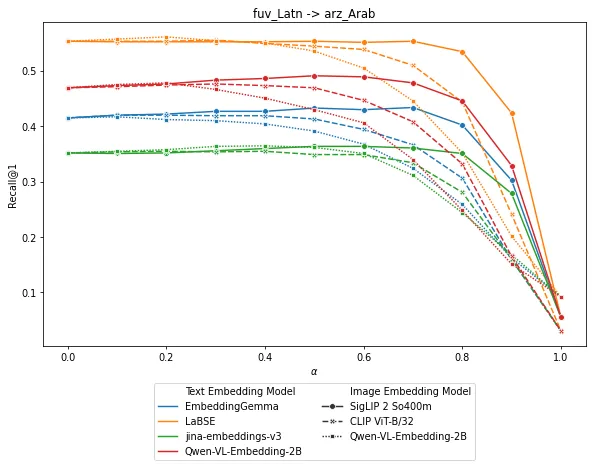 fuv_Latn -> arz_Arab
Recall@1
0.5
0.4
0.3
0.2
0.1
0.0
0.2
0.4
0.6
0.8
1.0
α
Text Embedding Model
EmbeddingGemma
LaBSE
jina-embeddings-v3
Qwen-VL-Embedding-2B
Image Embedding Model
SigLIP 2 So400m
CLIP ViT-B/32
Qwen-VL-Embedding-2B